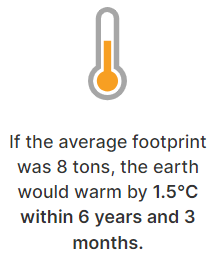 If the average footprint
was 8 tons, the earth
would warm by 1.5°C
within 6 years and 3
months.